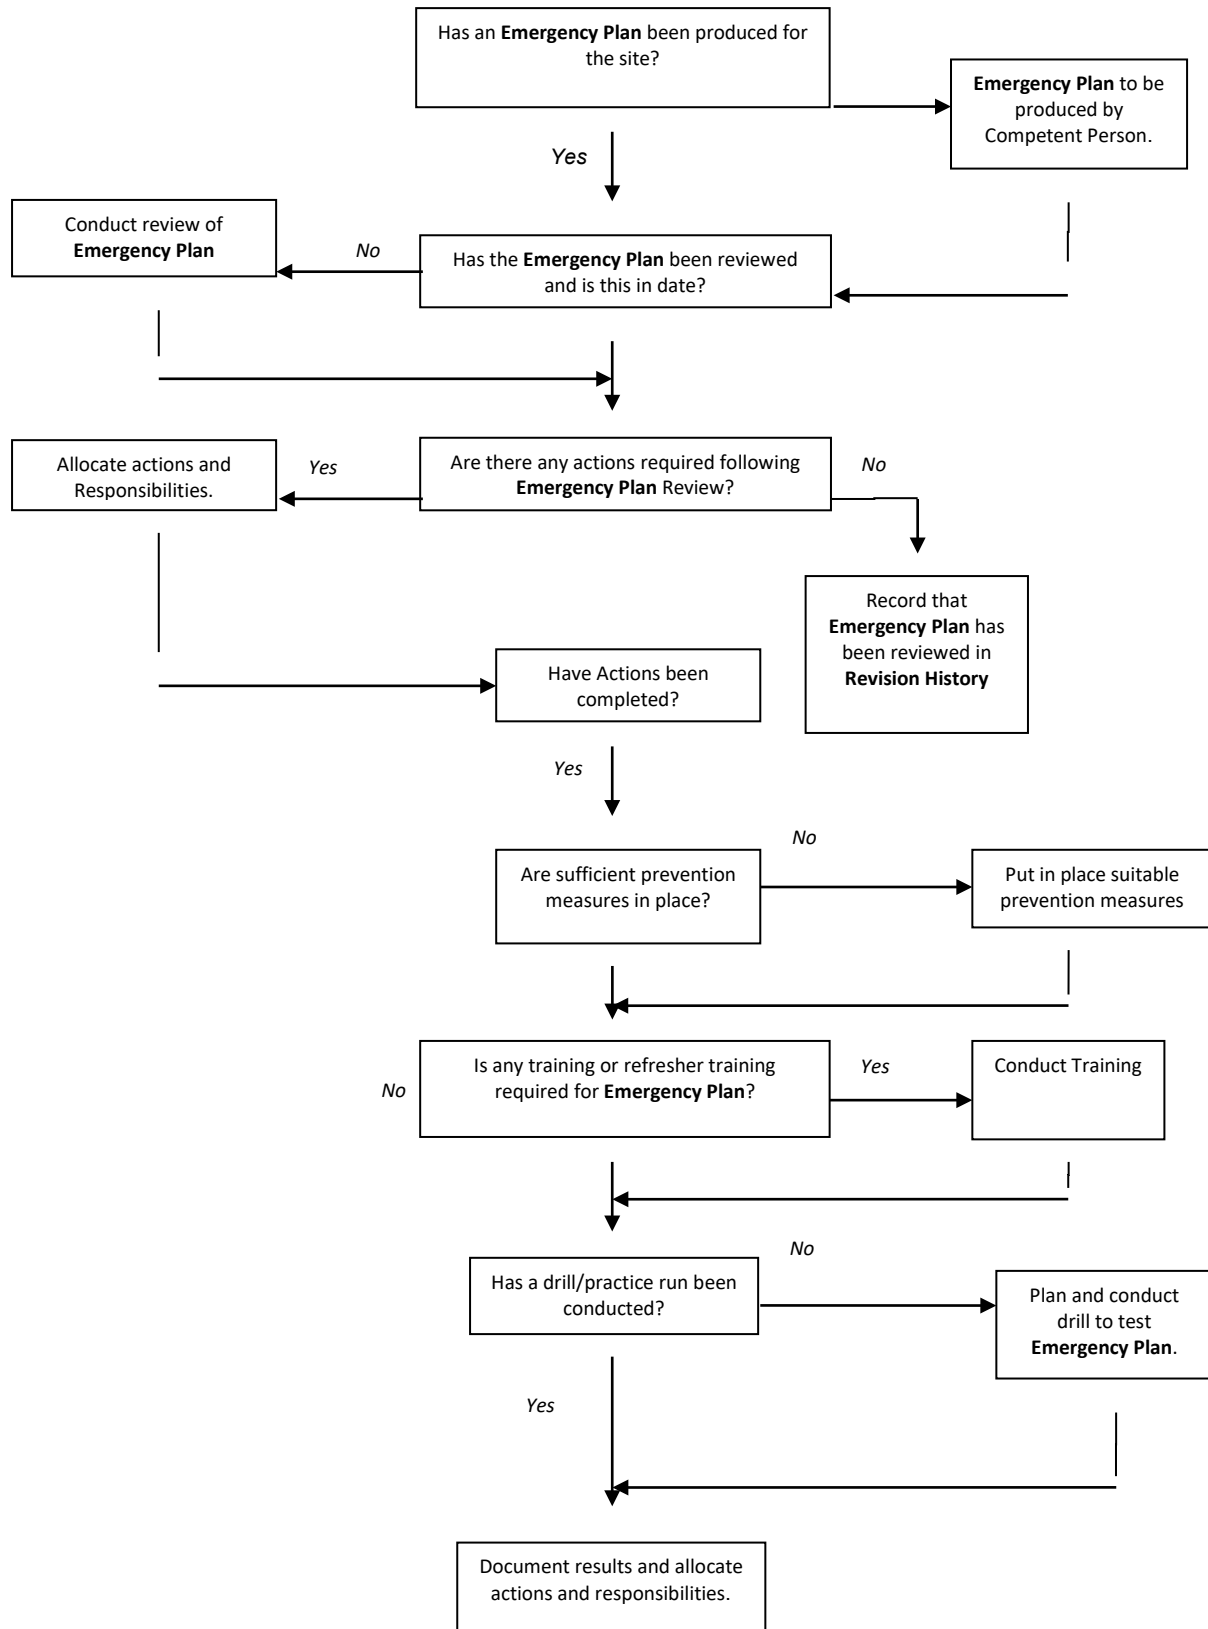 Has an Emergency Plan been produced for
the site?
Emergency Plan to be
produced by
Competent Person.
Yes
Conduct review of
Emergency Plan
No
Has the Emergency Plan been reviewed
and is this in date?
Allocate actions and
Responsibilities.
Yes
Are there any actions required following
Emergency Plan Review?
No
Record that
Emergency Plan has
been reviewed in
Revision History
Have Actions been
completed?
Yes
Are sufficient prevention
measures in place?
No
Put in place suitable
prevention measures
No
Is any training or refresher training
required for Emergency Plan?
Yes
Conduct Training
Has a drill/practice run been
conducted?
No
Plan and conduct
drill to test
Emergency Plan.
Yes
Document results and allocate
actions and responsibilities.